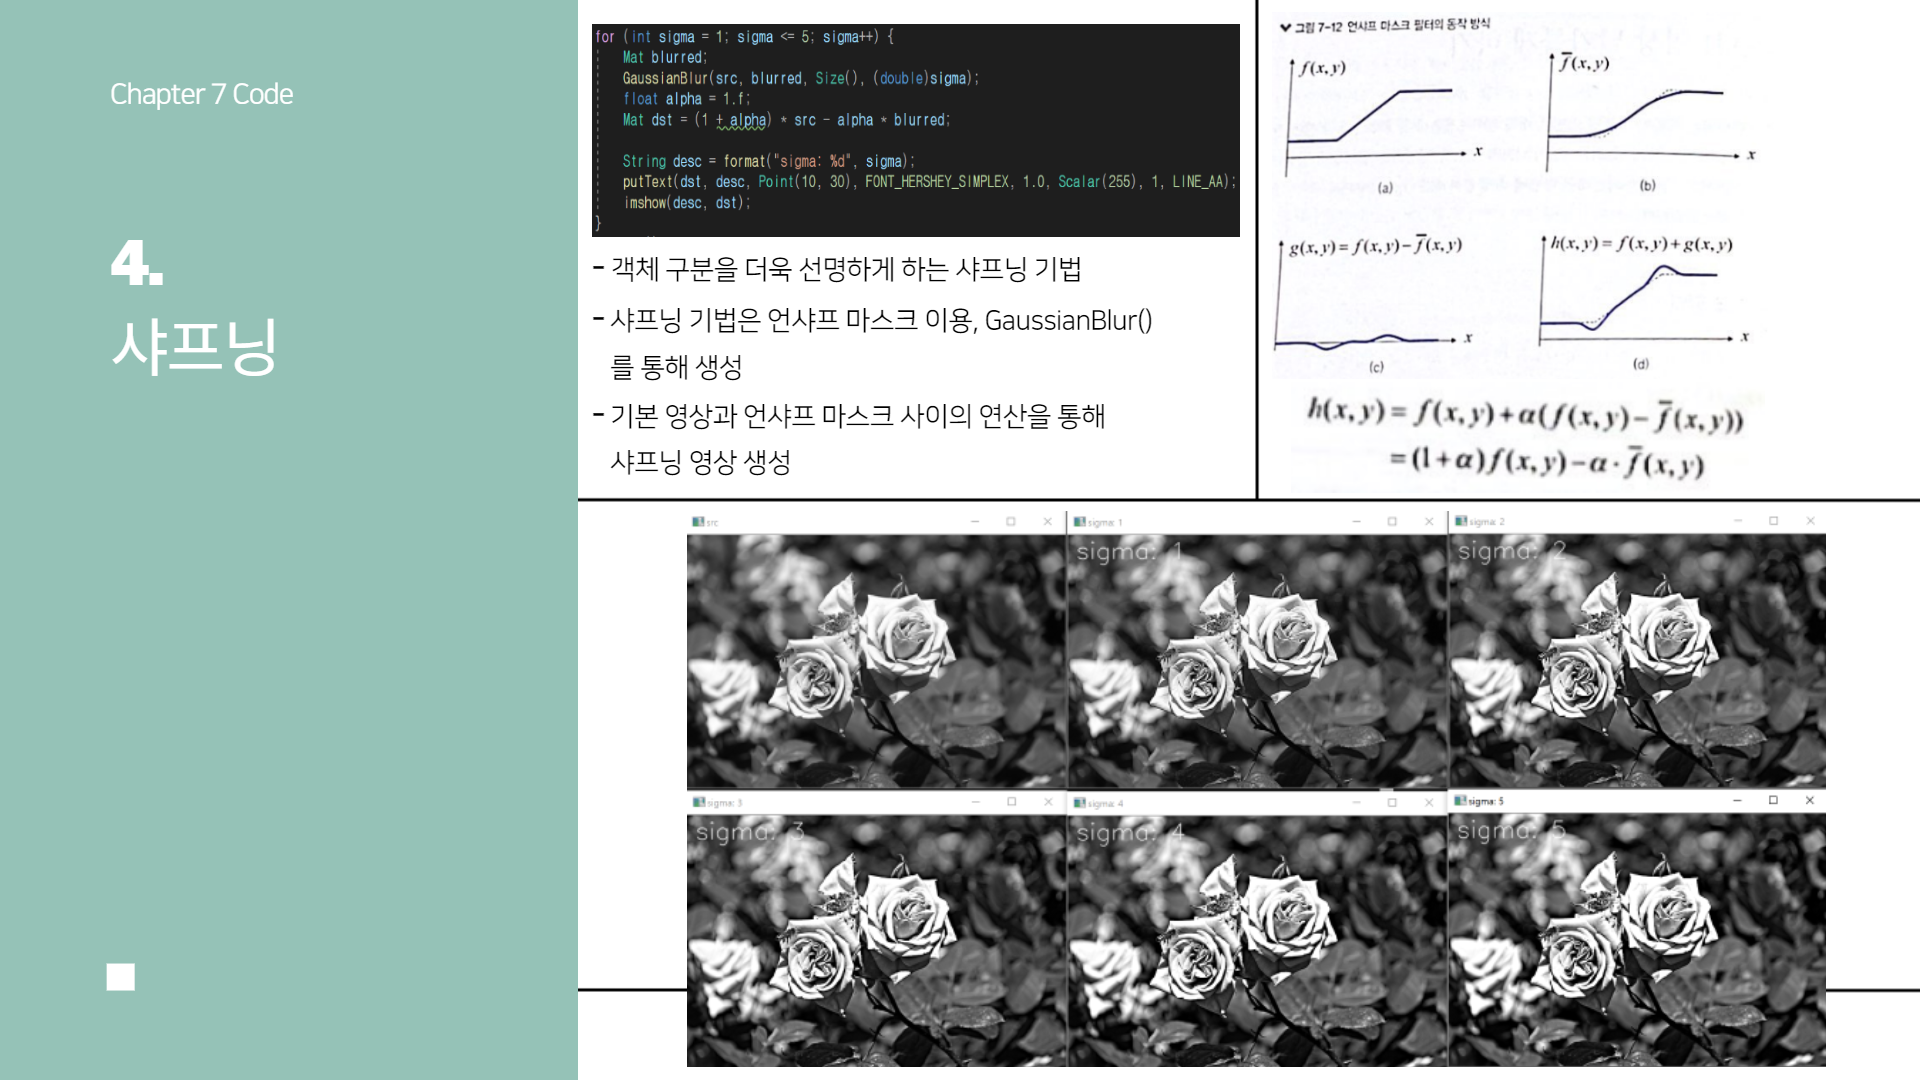 Chapter 7 Code
4.
샤프닝
for (int sigma = 1; sigma <= 5; sigma++) {
Mat blurred;
GaussianBlur(src, blurred, Size(), (double)sigma);
float alpha = 1.f;
Mat dst = (1 + alpha) * src - alpha * blurred;
String desc = format("sigma: %d", sigma);
putText(dst, desc, Point(10, 30), FONT_HERSHEY_SIMPLEX, 1.0, Scalar(255), 1, LINE_AA);
imshow(desc, dst);
}
- 객체 구분을 더욱 선명하게 하는 샤프닝 기법
- 샤프닝 기법은 언샤프 마스크 이용, GaussianBlur()
를 통해 생성
- 기본 영상과 언샤프 마스크 사이의 연산을 통해
샤프닝 영상 생성
그림 7-12 언샤프 마스크 필터의 동작 방식
f(x,y)
x
(a)
f̅(x,y)
x
(b)
g(x,y)=f(x,y)-f̅(x,y)
x
(c)
h(x,y)=f(x,y)+g(x,y)
x
(d)
h(x,y)=f(x,y)+α(f(x,y)-f̅(x,y))
=(1+α)f(x,y)-α·f̅(x,y)
src
sigma: 1
sigma: 1
sigma: 2
sigma: 2
sigma: 3
sigma: 3
sigma: 4
sigma: 4
sigma: 5
sigma: 5